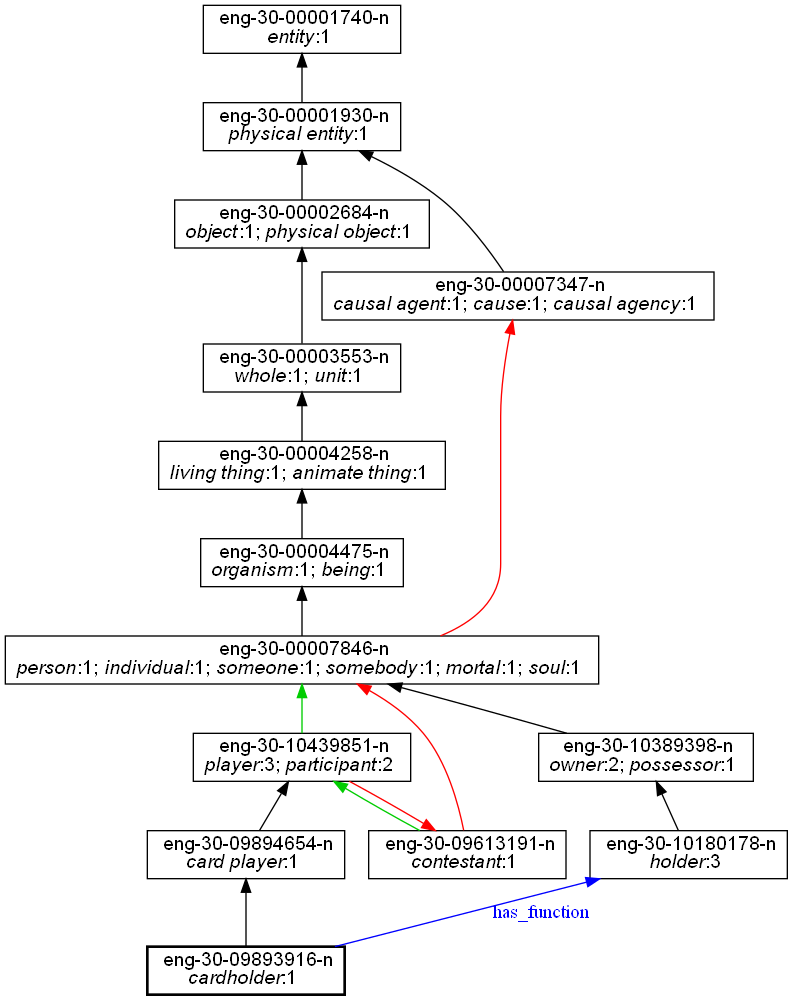 eng-30-00001740-n
entity:1
eng-30-00001930-n
physical entity:1
eng-30-00002684-n
object:1; physical object:1
eng-30-00007347-n
causal agent:1; cause:1; causal agency:1
eng-30-00003553-n
whole:1; unit:1
eng-30-00004258-n
living thing:1; animate thing:1
eng-30-00004475-n
organism:1; being:1
eng-30-00007846-n
person:1; individual:1; someone:1; somebody:1; mortal:1; soul:1
eng-30-10439851-n
player:3; participant:2
eng-30-10389398-n
owner:2; possessor:1
eng-30-09894654-n
card player:1
eng-30-09613191-n
contestant:1
eng-30-10180178-n
holder:3
has_function
eng-30-09893916-n
cardholder:1